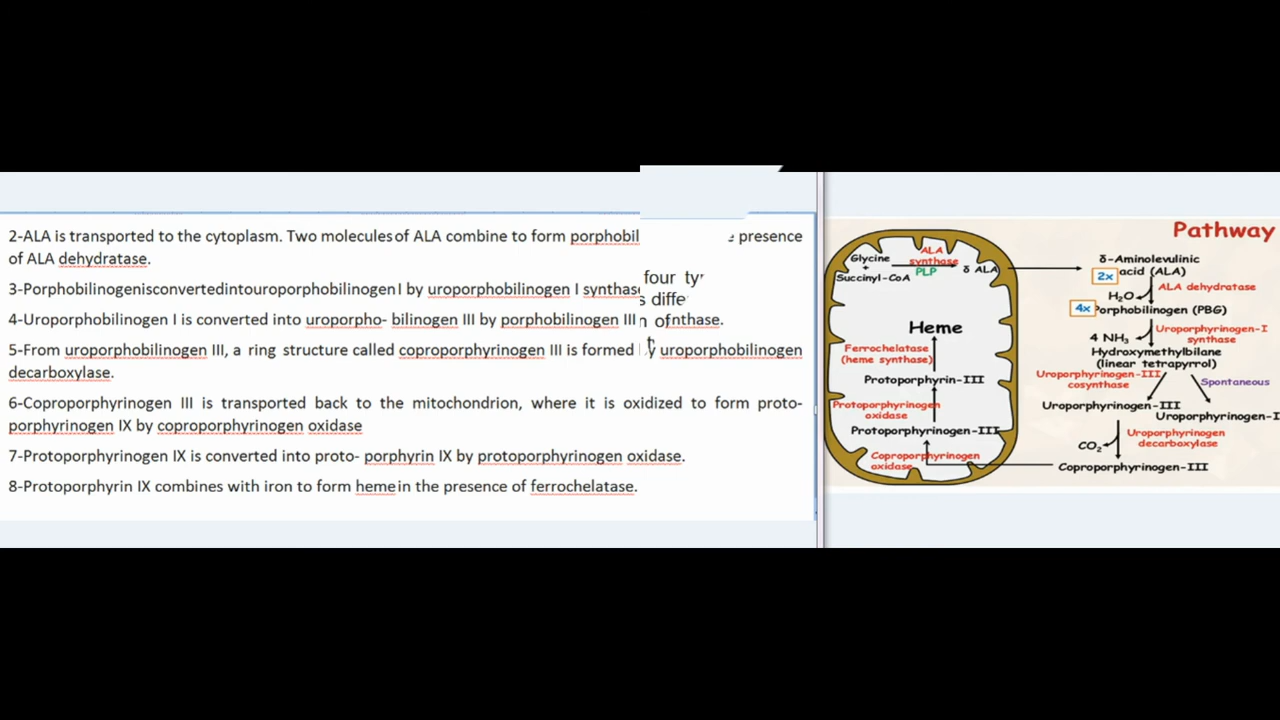 2-ALA is transported to the cytoplasm. Two molecules of ALA combine to form presence
of ALA dehydratase.
3-Porphobilinogenisconvertedintouroporphobilinogen I by uroporphobilinogen I
4-Uroporphobilinogen I is converted into uroporpho- bilinogen III by porphobilinogen III
5-From uroporphobilinogen III, a ring structure called coproporphyrinogen III is formed uroporphobilinogen
decarboxylase.
6-Coproporphyrinogen III is transported back to the mitochondrion, where it is oxidized to form proto-
porphyrinogen IX by coproporphyrinogen oxidase
7-Protoporphyrinogen IX is converted into proto- porphyrin IX by protoporphyrinogen oxidase.
8-Protoporphyrin IX combines with iron to form heme in the presence of ferrochelatase.
four
Pathway
Glycine
+
Succinyl-CoA
ALA
synthase
PLP
δ ALA
Heme
Ferrochelatase
(heme synthase)
Protoporphyrin-III
Protoporphyrinogen
oxidase
Protoporphyrinogen-III
Coproporphyrinogen
oxidase
δ-Aminolevulinic
acid (ALA)
2x
ALA dehydratase
H₂O
4x
Porphobilinogen (PBG)
Uroporphyrinogen-I
synthase
4 NH₃
Hydroxymethylbilane
(linear tetrapyrrol)
Uroporphyrinogen-III
cosynthase
Spontaneous
Uroporphyrinogen-III
Uroporphyrinogen-I
Uroporphyrinogen
decarboxylase
CO₂
Coproporphyrinogen-III